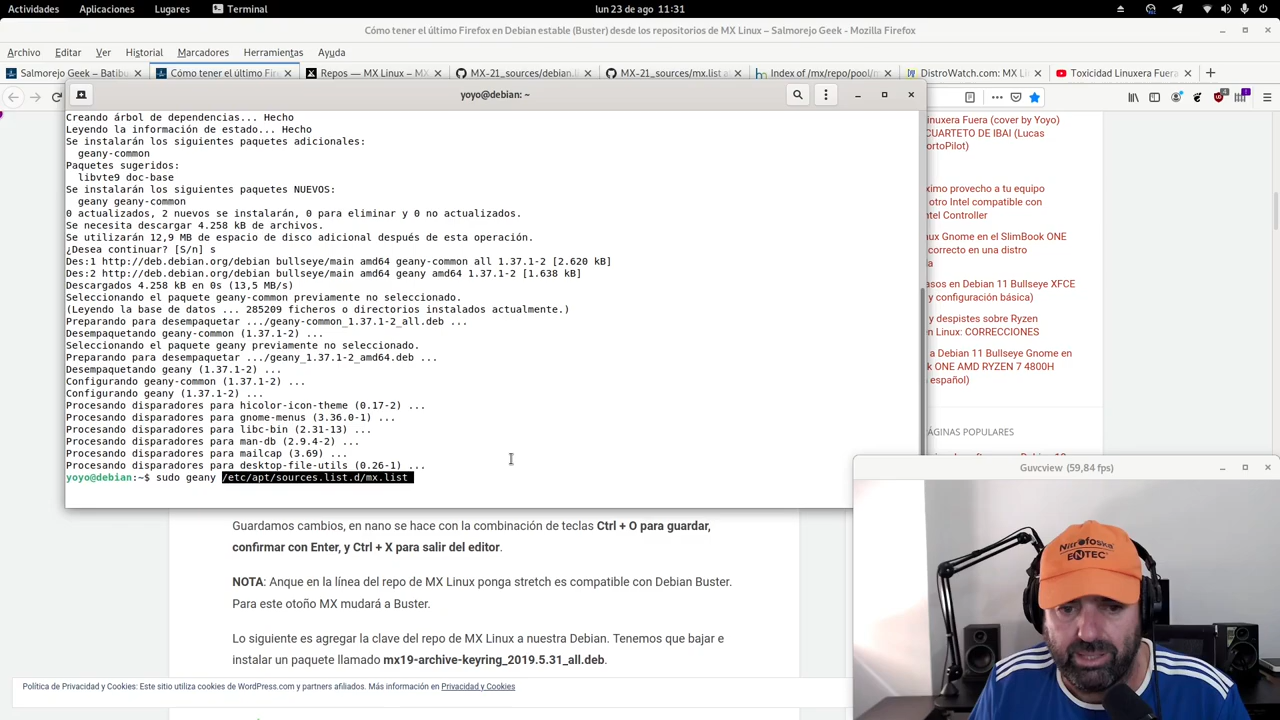 Actividades Aplicaciones Lugares Terminal lun 23 de ago 11:31
Cómo tener el último Firefox en Debian estable (Buster) desde los repositorios de MX Linux – Salmorejo Geek - Mozilla Firefox
Archivo Editar Ver Historial Marcadores Herramientas Ayuda
Salmorejo Geek – Batibu
Cómo tener el último Fire
Repos — MX Linux – MX
MX-21_sources/debian.li
MX-21_sources/mx.list a
Index of /mx/repo/pool/m
DistroWatch.com: MX Li
Toxicidad Linuxera Fuera (
yoyo@debian: ~
Creando árbol de dependencias... Hecho
Leyendo la información de estado... Hecho
Se instalarán los siguientes paquetes adicionales:
geany-common
Paquetes sugeridos:
libvte9 doc-base
Se instalarán los siguientes paquetes NUEVOS:
geany geany-common
0 actualizados, 2 nuevos se instalarán, 0 para eliminar y 0 no actualizados.
Se necesita descargar 4.258 kB de archivos.
Se utilizarán 12,9 MB de espacio de disco adicional después de esta operación.
¿Desea continuar? [S/n] s
Des:1 http://deb.debian.org/debian bullseye/main amd64 geany-common all 1.37.1-2 [2.620 kB]
Des:2 http://deb.debian.org/debian bullseye/main amd64 geany amd64 1.37.1-2 [1.638 kB]
Descargados 4.258 kB en 0s (13,5 MB/s)
Seleccionando el paquete geany-common previamente no seleccionado.
(Leyendo la base de datos ... 285209 ficheros o directorios instalados actualmente.)
Preparando para desempaquetar .../geany-common_1.37.1-2_all.deb ...
Desempaquetando geany-common (1.37.1-2) ...
Seleccionando el paquete geany previamente no seleccionado.
Preparando para desempaquetar .../geany_1.37.1-2_amd64.deb ...
Desempaquetando geany (1.37.1-2) ...
Configurando geany-common (1.37.1-2) ...
Configurando geany (1.37.1-2) ...
Procesando disparadores para hicolor-icon-theme (0.17-2) ...
Procesando disparadores para gnome-menus (3.36.0-1) ...
Procesando disparadores para libc-bin (2.31-13) ...
Procesando disparadores para man-db (2.9.4-2) ...
Procesando disparadores para mailcap (3.69) ...
Procesando disparadores para desktop-file-utils (0.26-1) ...
yoyo@debian:~$ sudo geany /etc/apt/sources.list.d/mx.list
inuxera Fuera (cover by Yoyo)
CUARTETO DE IBAI (Lucas
ortoPilot)
ximo provecho a tu equipo
otro Intel compatible con
ntel Controller
ux Gnome en el SlimBook ONE
correcto en una distro
a
asos en Debian 11 Bullseye XFCE
y configuración básica)
y despistes sobre Ryzen
n Linux: CORRECCIONES
a Debian 11 Bullseye Gnome en
k ONE AMD RYZEN 7 4800H
español)
ÁGINAS POPULARES
Guvcview (59,84 fps)
Guardamos cambios, en nano se hace con la combinación de teclas Ctrl + O para guardar,
confirmar con Enter, y Ctrl + X para salir del editor.
NOTA: Anque en la línea del repo de MX Linux ponga stretch es compatible con Debian Buster.
Para este otoño MX mudará a Buster.
Lo siguiente es agregar la clave del repo de MX Linux a nuestra Debian. Tenemos que bajar e
instalar un paquete llamado mx19-archive-keyring_2019.5.31_all.deb.
Política de Privacidad y Cookies: Este sitio utiliza cookies de WordPress.com y partners afiliados. Más información en Privacidad y Cookies
Nitrofoska
ENTEC